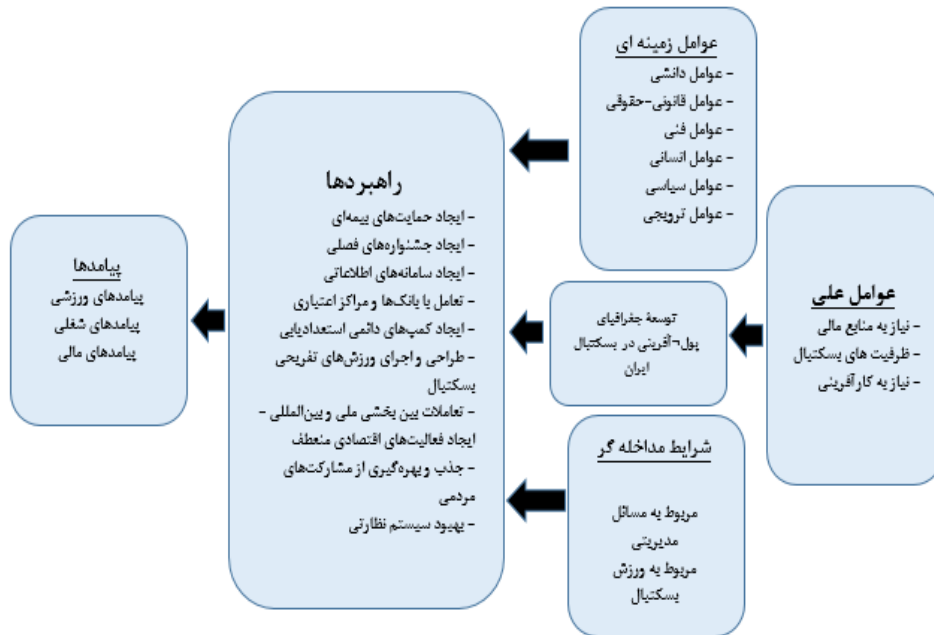 عوامل زمینه ای
- عوامل دانشی
- عوامل قانونی-حقوقی
- عوامل فنی
- عوامل انسانی
- عوامل سیاسی
- عوامل ترویجی
عوامل علی
- نیاز به منابع مالی
- ظرفیت های بسکتبال
- نیاز به کارآفرینی
توسعهٔ جغرافیای
پول¬آفرینی در بسکتبال
ایران
شرایط مداخله گر
مربوط به مسائل
مدیریتی
مربوط به ورزش
بسکتبال
راهبردها
- ایجاد حمایت‌های بیمه‌ای
- ایجاد جشنواره‌های فصلی
- ایجاد سامانه‌های اطلاعاتی
- تعامل با بانک‌ها و مراکز اعتباری
- ایجاد کمپ‌های دائمی استعدادیابی
- طراحی و اجرای ورزش‌های تفریحی
بسکتبال
- تعاملات بین بخشی ملی و بین‌المللی -
ایجاد فعالیت‌های اقتصادی منعطف
- جذب و بهره‌گیری از مشارکت‌های
مردمی
- بهبود سیستم نظارتی
پیامدها
پیامدهای ورزشی
پیامدهای شغلی
پیامدهای مالی